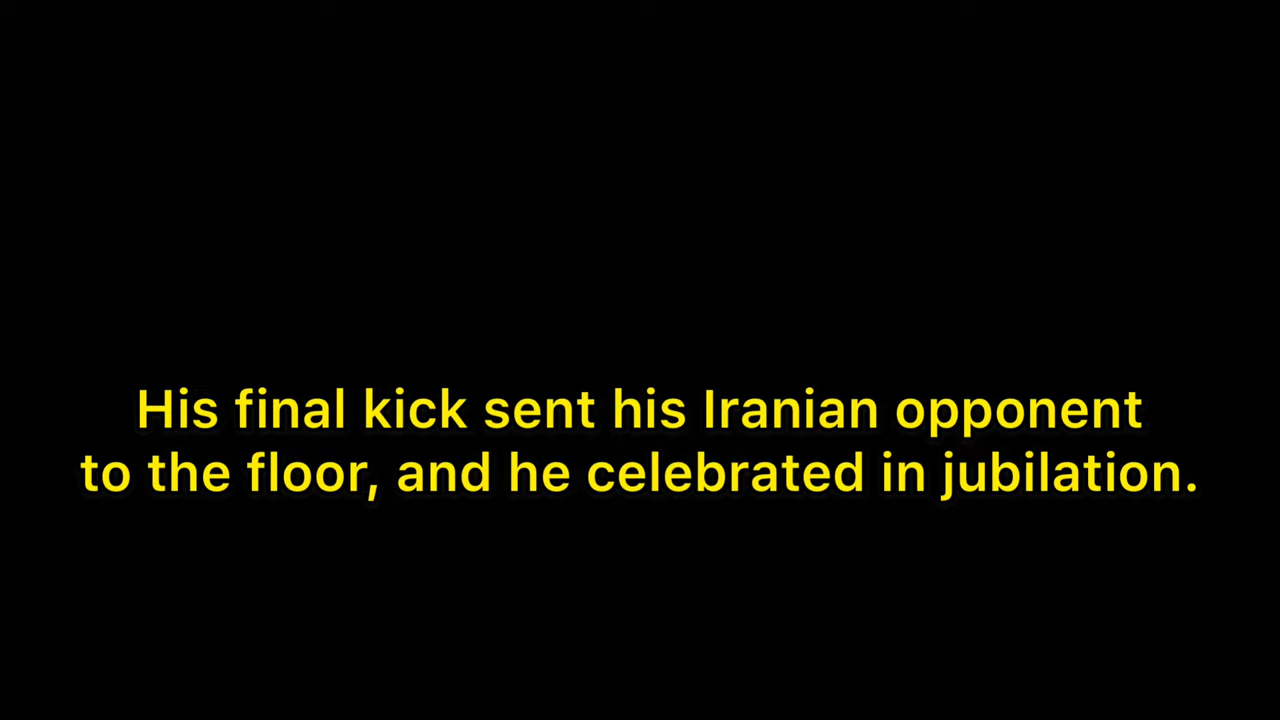 His final kick sent his Iranian opponent
to the floor, and he celebrated in jubilation.